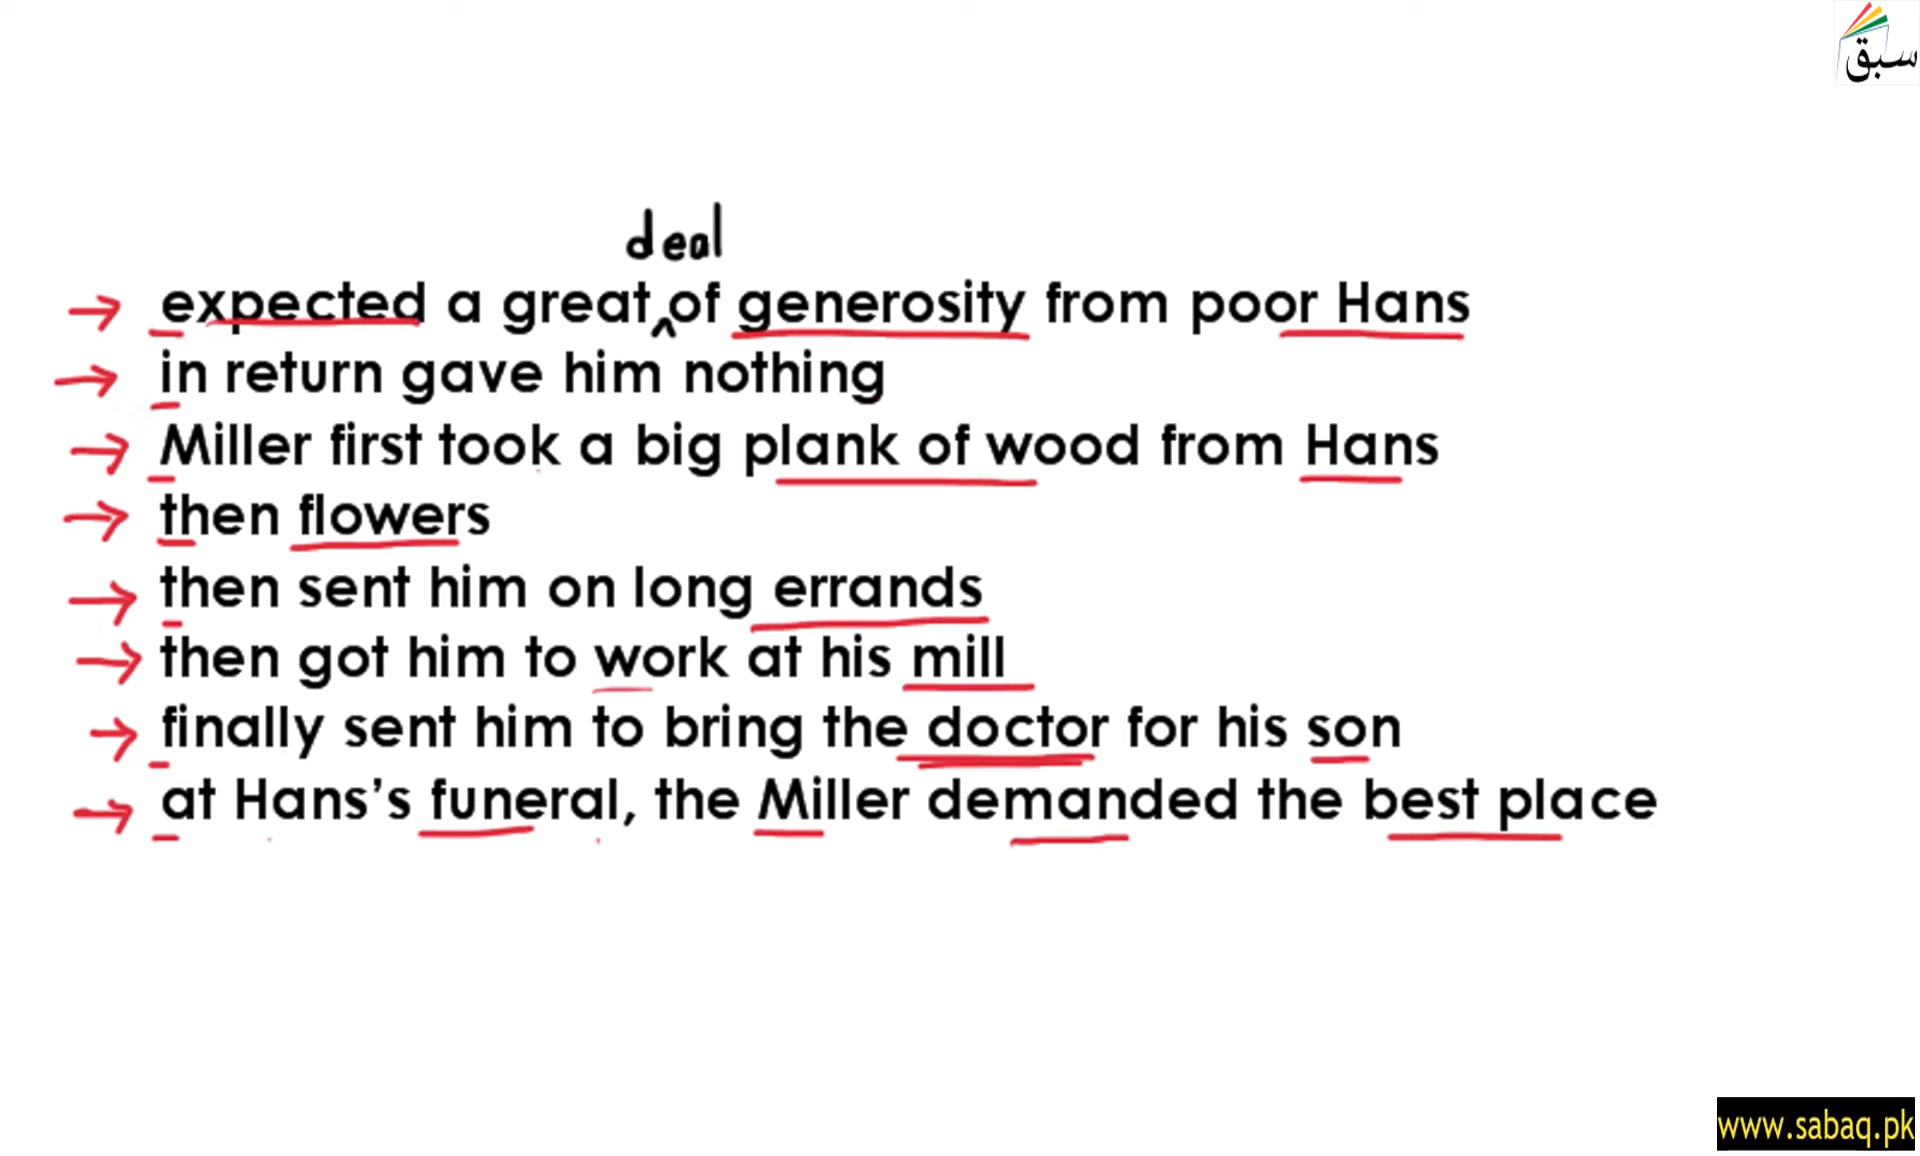 سبق
deal
→ expected a great ^ of generosity from poor Hans
→ in return gave him nothing
→ Miller first took a big plank of wood from Hans
→ then flowers
→ then sent him on long errands
→ then got him to work at his mill
→ finally sent him to bring the doctor for his son
→ at Hans’s funeral, the Miller demanded the best place
www.sabaq.pk